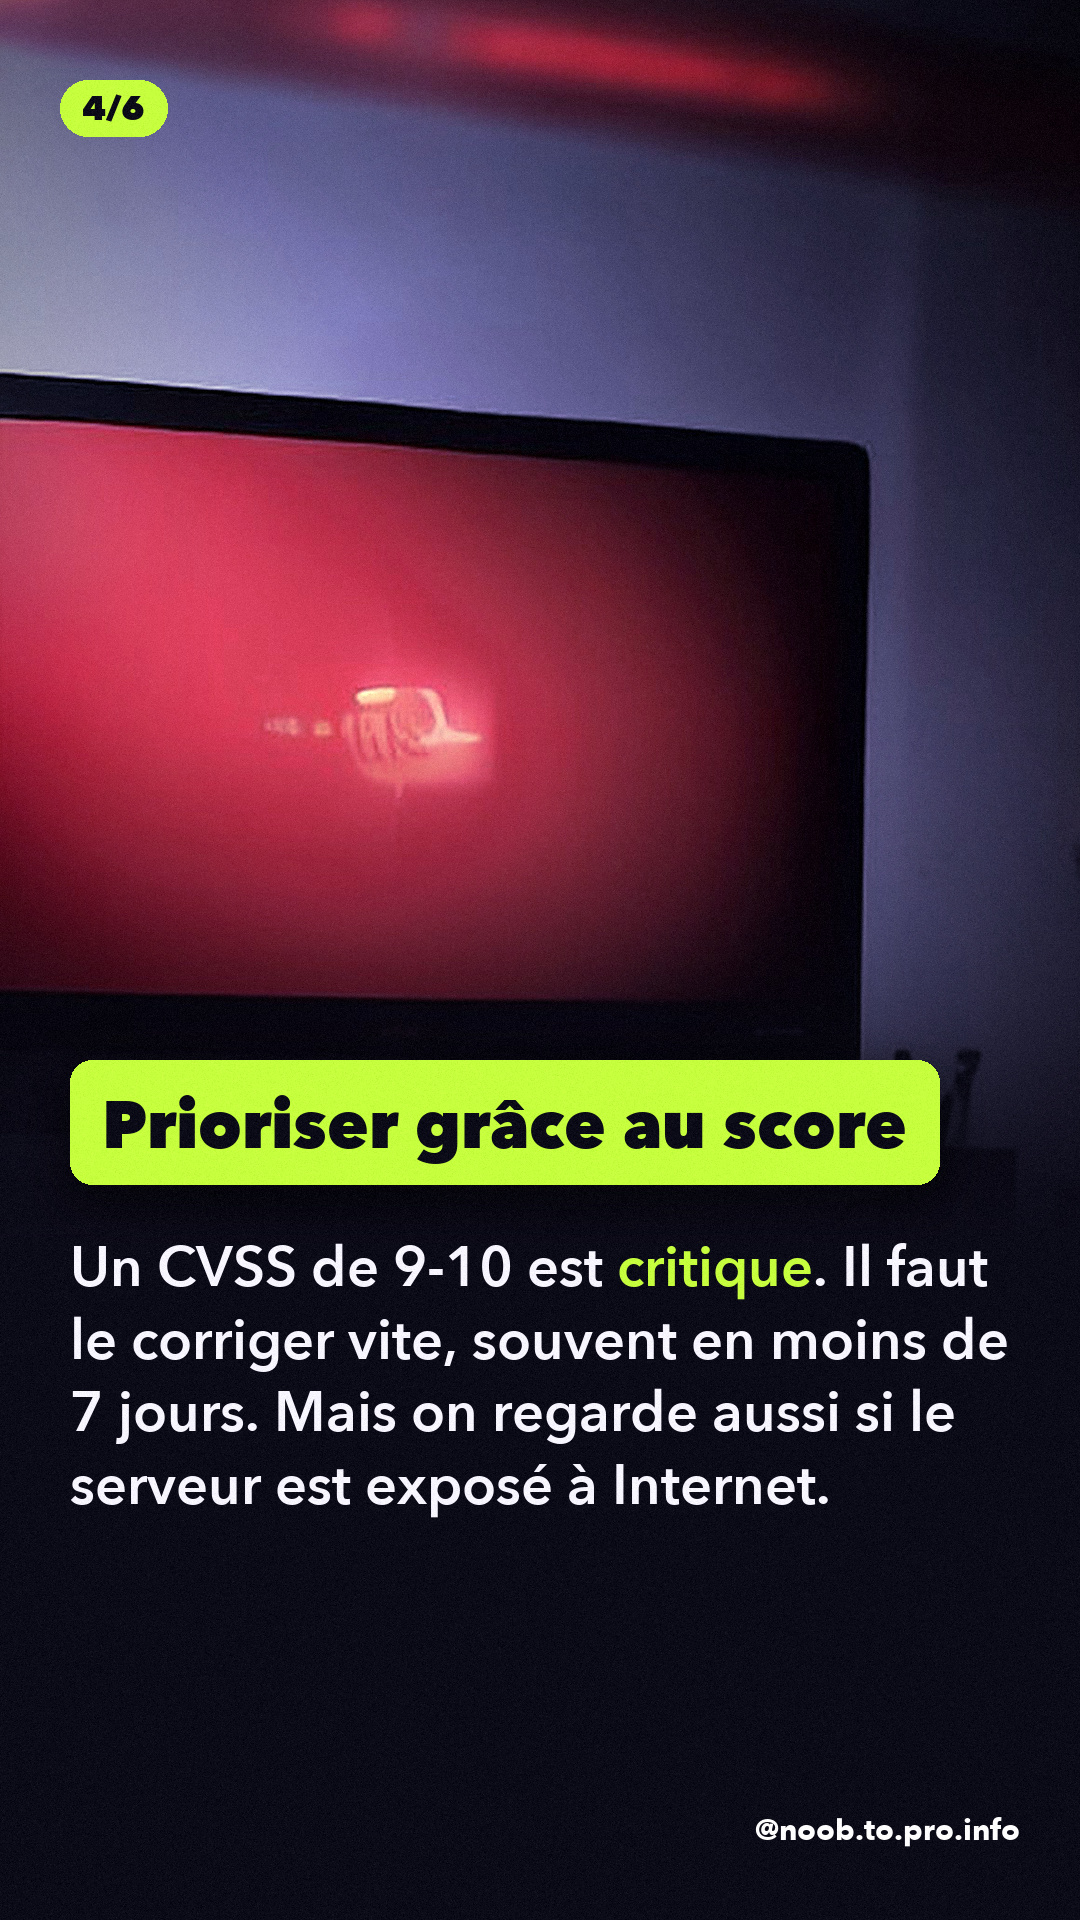 4/6
Prioriser grâce au score
Un CVSS de 9-10 est critique. Il faut
le corriger vite, souvent en moins de
7 jours. Mais on regarde aussi si le
serveur est exposé à Internet.
@noob.to.pro.info